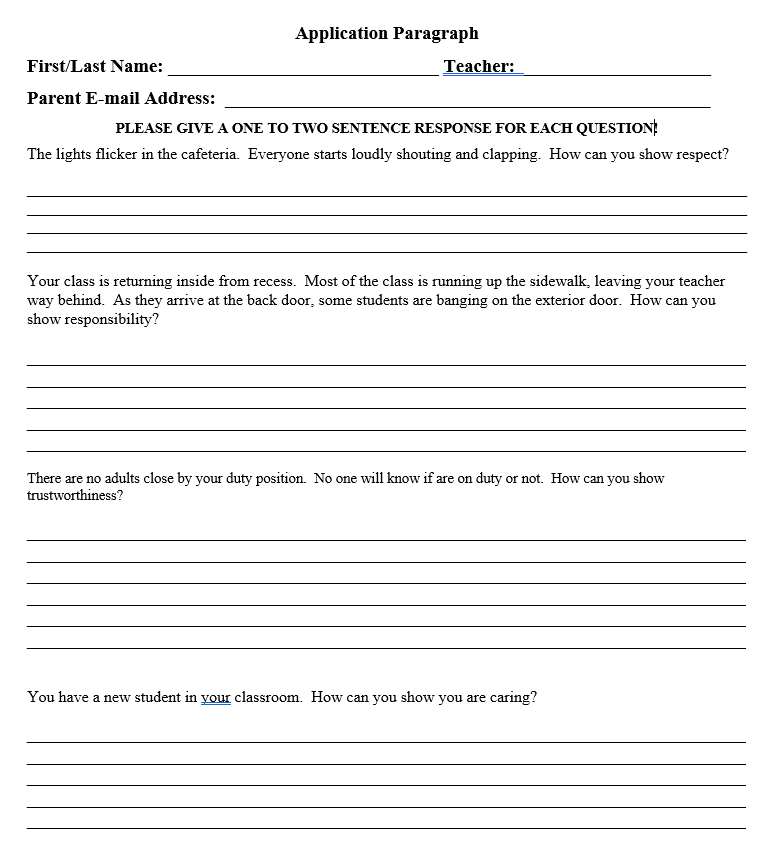 Application Paragraph
First/Last Name: Teacher:
Parent E-mail Address:
PLEASE GIVE A ONE TO TWO SENTENCE RESPONSE FOR EACH QUESTION!
The lights flicker in the cafeteria.  Everyone starts loudly shouting and clapping.  How can you show respect?
Your class is returning inside from recess.  Most of the class is running up the sidewalk, leaving your teacher
way behind.  As they arrive at the back door, some students are banging on the exterior door.  How can you
show responsibility?
There are no adults close by your duty position.  No one will know if are on duty or not.  How can you show
trustworthiness?
You have a new student in your classroom.  How can you show you are caring?